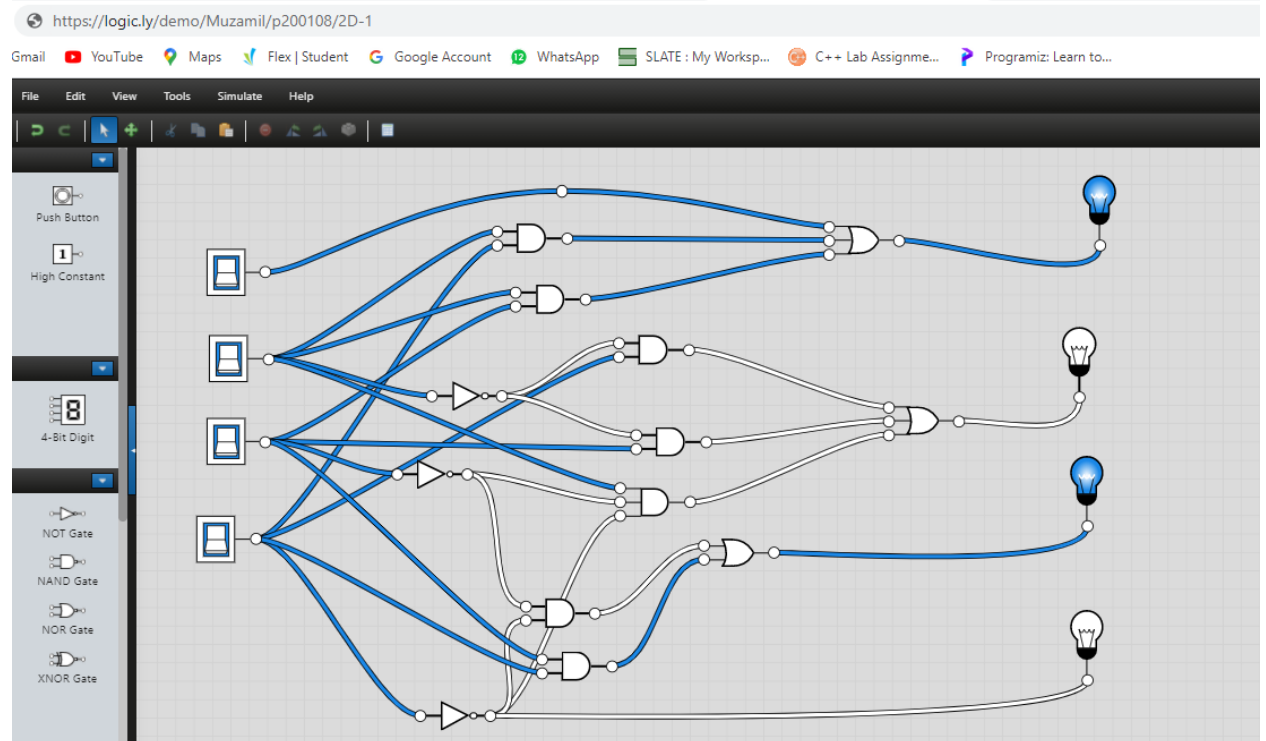 https://logic.ly/demo/Muzamil/p200108/2D-1
Gmail YouTube Maps Flex | Student Google Account 12 WhatsApp SLATE : My Worksp... C++ Lab Assignme... Programiz: Learn to...
File Edit View Tools Simulate Help
Push Button
1
High Constant
8
4-Bit Digit
NOT Gate
NAND Gate
NOR Gate
XNOR Gate